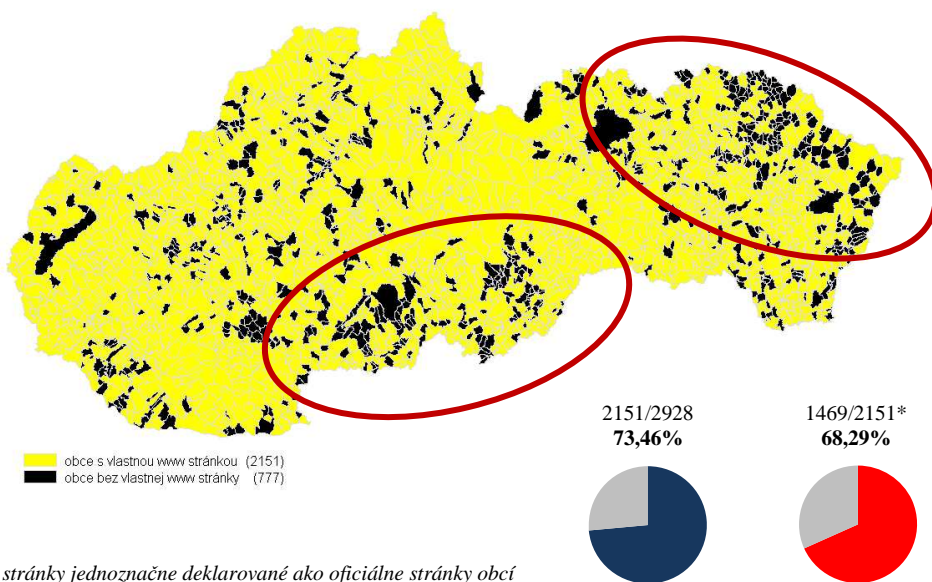 2151/2928
73,46%
1469/2151*
68,29%
obce s vlastnou www stránkou (2151)
obce bez vlastnej www stránky (777)
stránky jednoznačne deklarované ako oficiálne stránky obcí